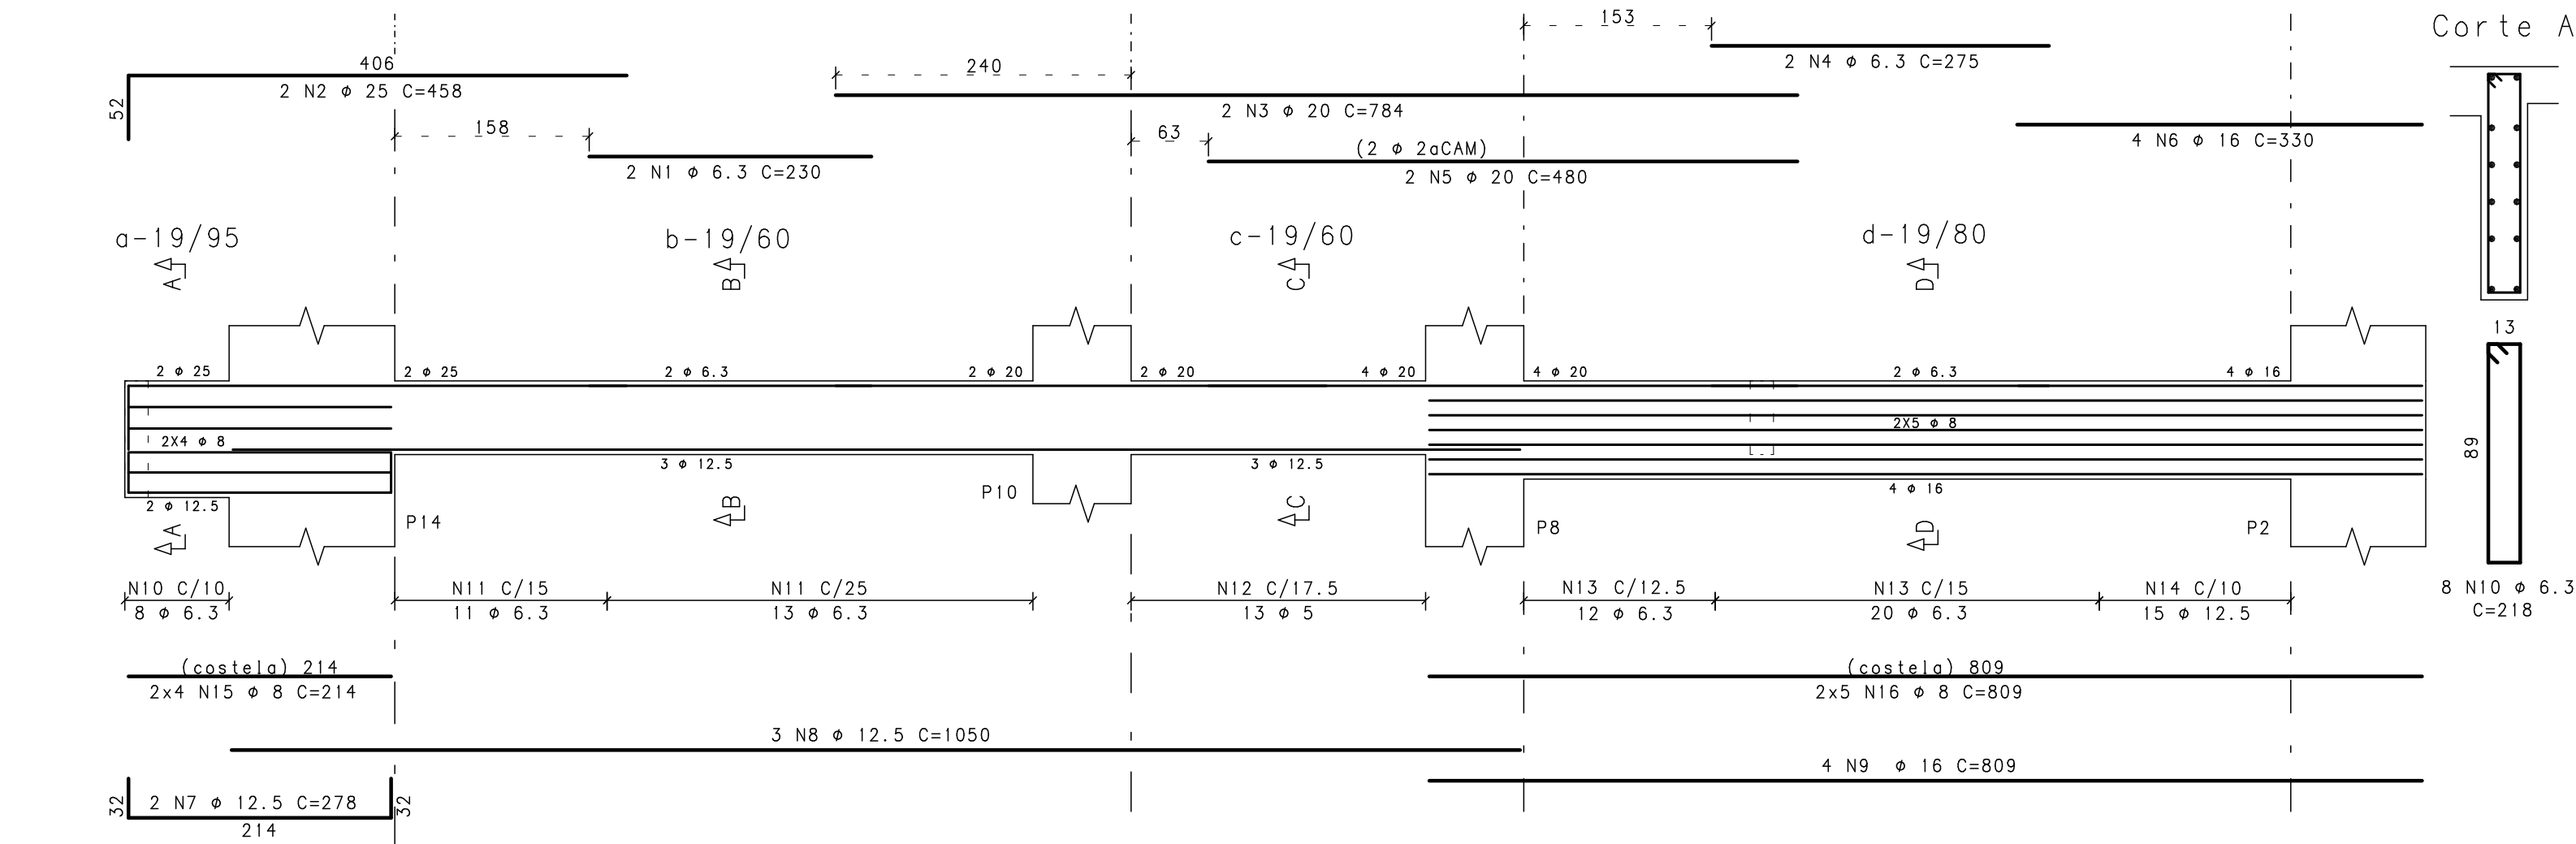 153
Corte A
406
240
2 N4 φ 6.3 C=275
52
2 N2 φ 25 C=458
2 N3 φ 20 C=784
158
63
(2 φ 2aCAM)
4 N6 φ 16 C=330
2 N1 φ 6.3 C=230
2 N5 φ 20 C=480
a-19/95
b-19/60
c-19/60
d-19/80
A
B
C
D
13
2 φ 25
2 φ 25
2 φ 6.3
2 φ 20
2 φ 20
4 φ 20
4 φ 20
2 φ 6.3
4 φ 16
2X4 φ 8
2X5 φ 8
89
3 φ 12.5
3 φ 12.5
4 φ 16
2 φ 12.5
P14
P10
P8
P2
A
B
C
D
N10 C/10
8 φ 6.3
N11 C/15
11 φ 6.3
N11 C/25
13 φ 6.3
N12 C/17.5
13 φ 5
N13 C/12.5
12 φ 6.3
N13 C/15
20 φ 6.3
N14 C/10
15 φ 12.5
8 N10 φ 6.3
C=218
(costela) 214
2x4 N15 φ 8 C=214
(costela) 809
2x5 N16 φ 8 C=809
3 N8 φ 12.5 C=1050
4 N9 φ 16 C=809
32
2 N7 φ 12.5 C=278
32
214